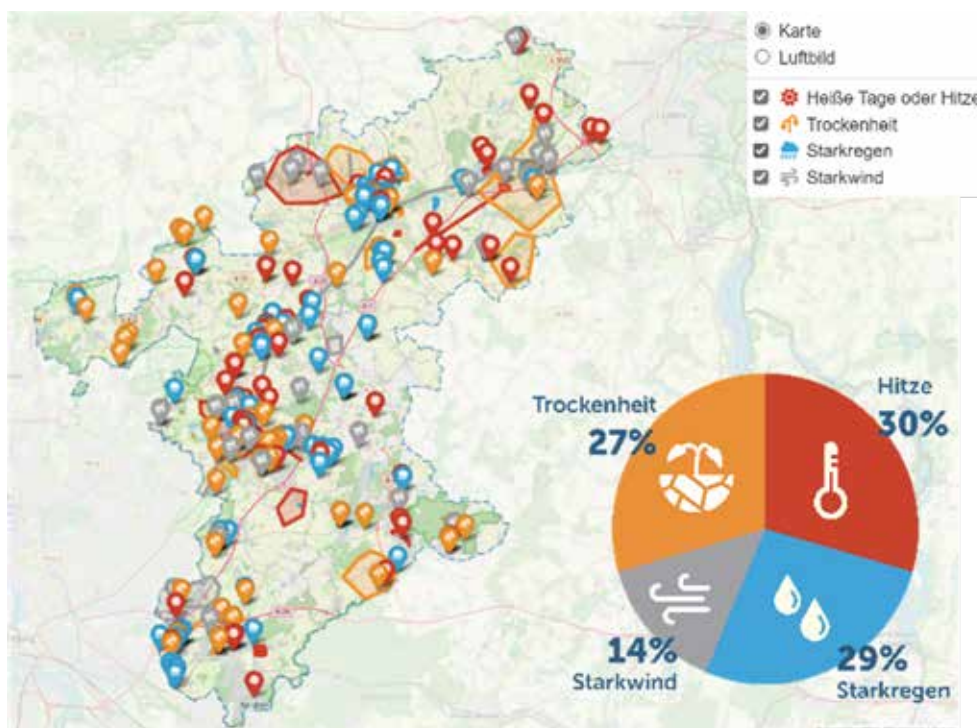 Karte
Luftbild
Heiße Tage oder Hitze
Trockenheit
Starkregen
Starkwind
Trockenheit
27%
Hitze
30%
14%
Starkwind
29%
Starkregen